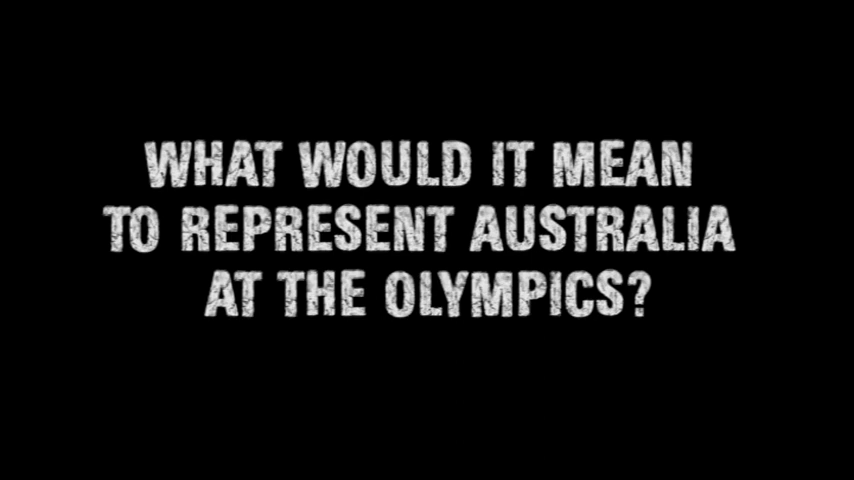 WHAT WOULD IT MEAN
TO REPRESENT AUSTRALIA
AT THE OLYMPICS?